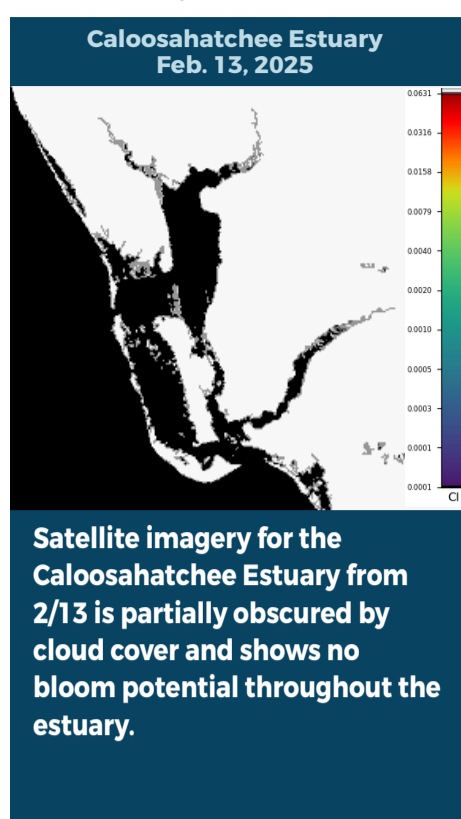 Caloosahatchee Estuary
Feb. 13, 2025
0.0631
0.0316
0.0158
0.0079
0.0040
0.0020
0.0010
0.0005
0.0003
0.0001
0.0001
CI
Satellite imagery for the
Caloosahatchee Estuary from
2/13 is partially obscured by
cloud cover and shows no
bloom potential throughout the
estuary.